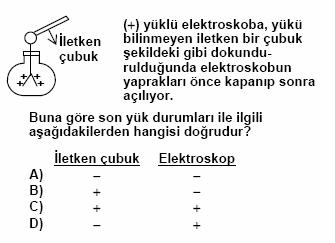 İletken
çubuk
+ +
(+) yüklü elektroskoba, yükü
bilinmeyen iletken bir çubuk
şekildeki gibi dokundu-
rulduğunda elektroskobun
yaprakları önce kapanıp sonra
açılıyor.
Buna göre son yük durumları ile ilgili
aşağıdakilerden hangisi doğrudur?
İletken çubuk Elektroskop
A) – –
B) + –
C) + +
D) – +